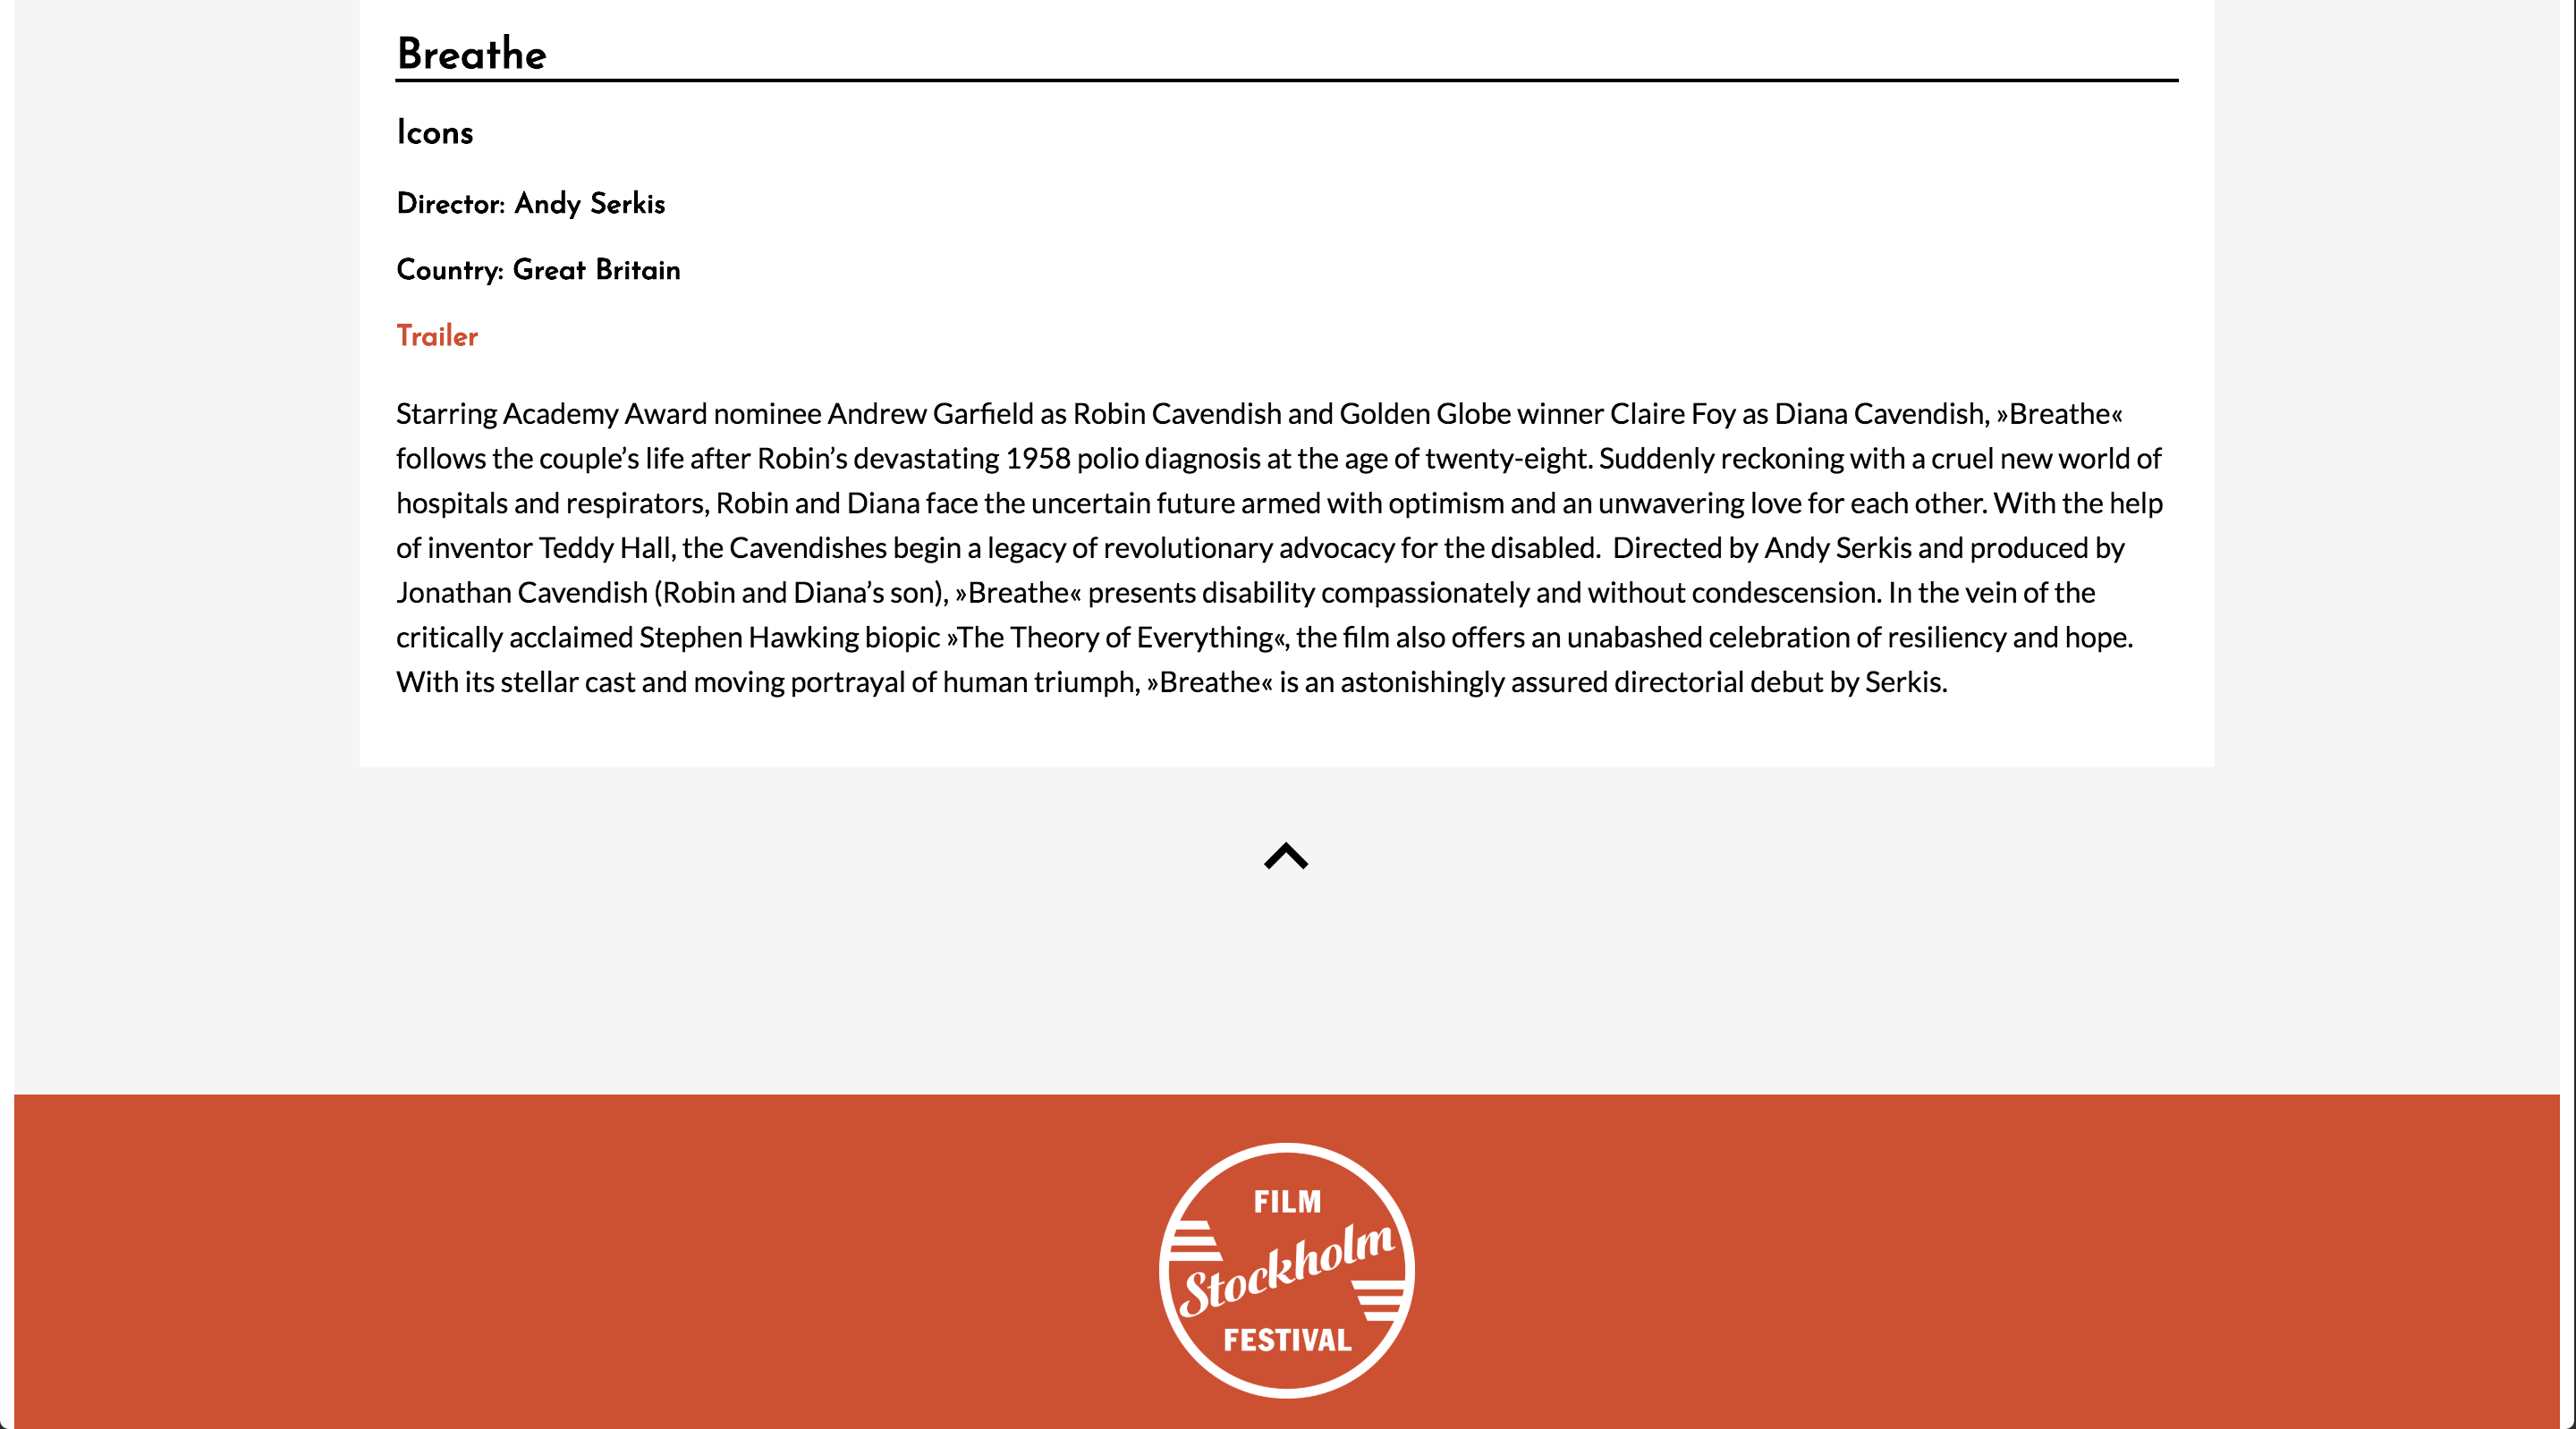 Breathe
Icons
Director: Andy Serkis
Country: Great Britain
Trailer
Starring Academy Award nominee Andrew Garfield as Robin Cavendish and Golden Globe winner Claire Foy as Diana Cavendish, »Breathe«
follows the couple’s life after Robin’s devastating 1958 polio diagnosis at the age of twenty-eight. Suddenly reckoning with a cruel new world of
hospitals and respirators, Robin and Diana face the uncertain future armed with optimism and an unwavering love for each other. With the help
of inventor Teddy Hall, the Cavendishes begin a legacy of revolutionary advocacy for the disabled.  Directed by Andy Serkis and produced by
Jonathan Cavendish (Robin and Diana’s son), »Breathe« presents disability compassionately and without condescension. In the vein of the
critically acclaimed Stephen Hawking biopic »The Theory of Everything«, the film also offers an unabashed celebration of resiliency and hope.
With its stellar cast and moving portrayal of human triumph, »Breathe« is an astonishingly assured directorial debut by Serkis.
FILM
Stockholm
FESTIVAL